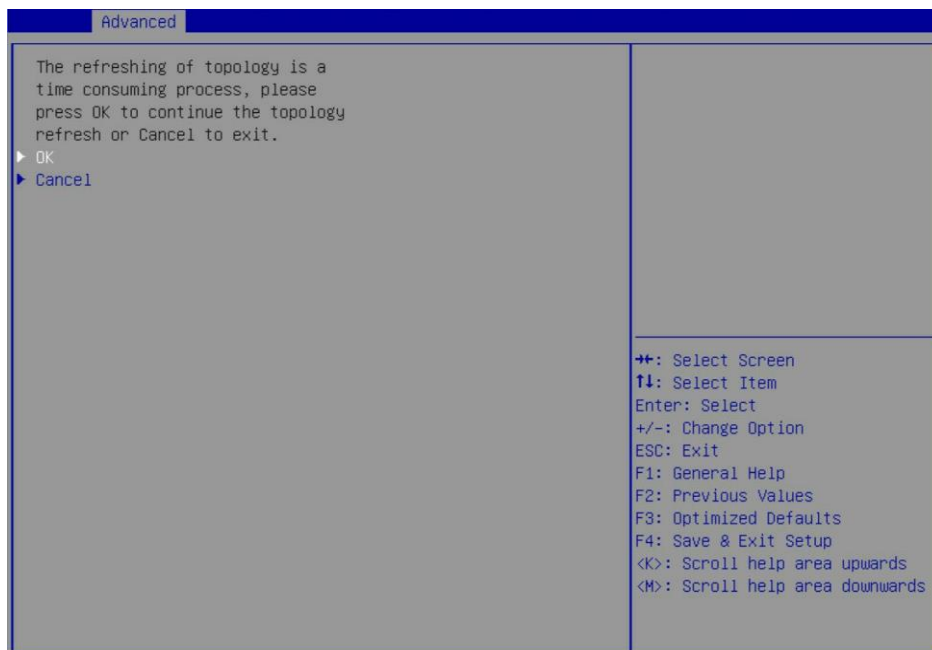 Advanced
The refreshing of topology is a
time consuming process, please
press OK to continue the topology
refresh or Cancel to exit.
OK
Cancel
→←: Select Screen
↑↓: Select Item
Enter: Select
+/-: Change Option
ESC: Exit
F1: General Help
F2: Previous Values
F3: Optimized Defaults
F4: Save & Exit Setup
<K>: Scroll help area upwards
<M>: Scroll help area downwards